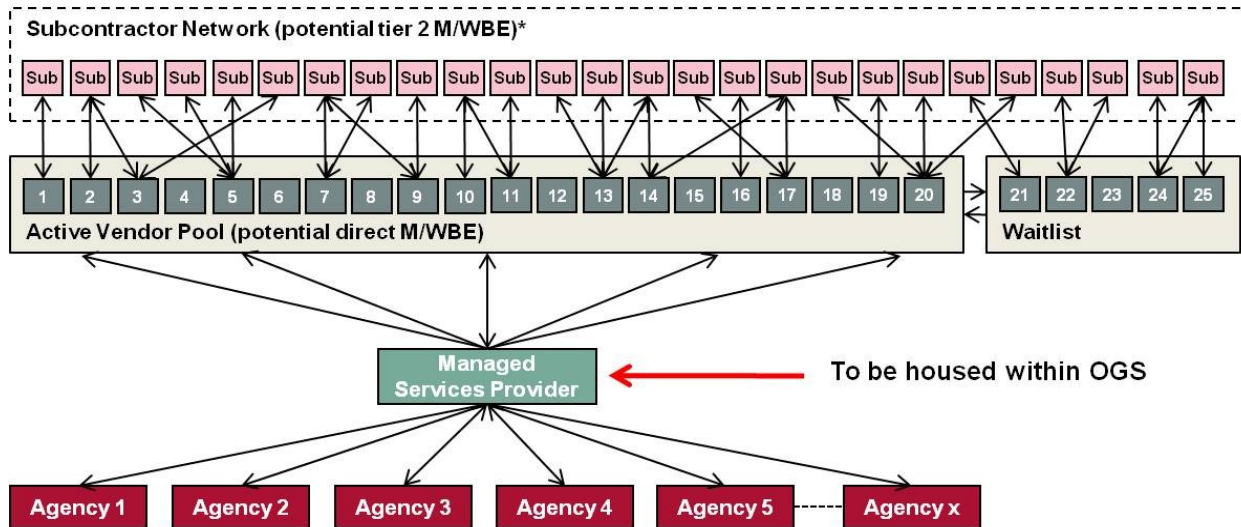 Subcontractor Network (potential tier 2 M/WBE)*
Sub Sub Sub Sub Sub Sub Sub Sub Sub Sub Sub Sub Sub Sub Sub Sub Sub Sub Sub Sub Sub Sub Sub Sub Sub Sub
1 2 3 4 5 6 7 8 9 10 11 12 13 14 15 16 17 18 19 20 21 22 23 24 25
Active Vendor Pool (potential direct M/WBE) Waitlist
Managed
Services Provider
To be housed within OGS
Agency 1 Agency 2 Agency 3 Agency 4 Agency 5 Agency x